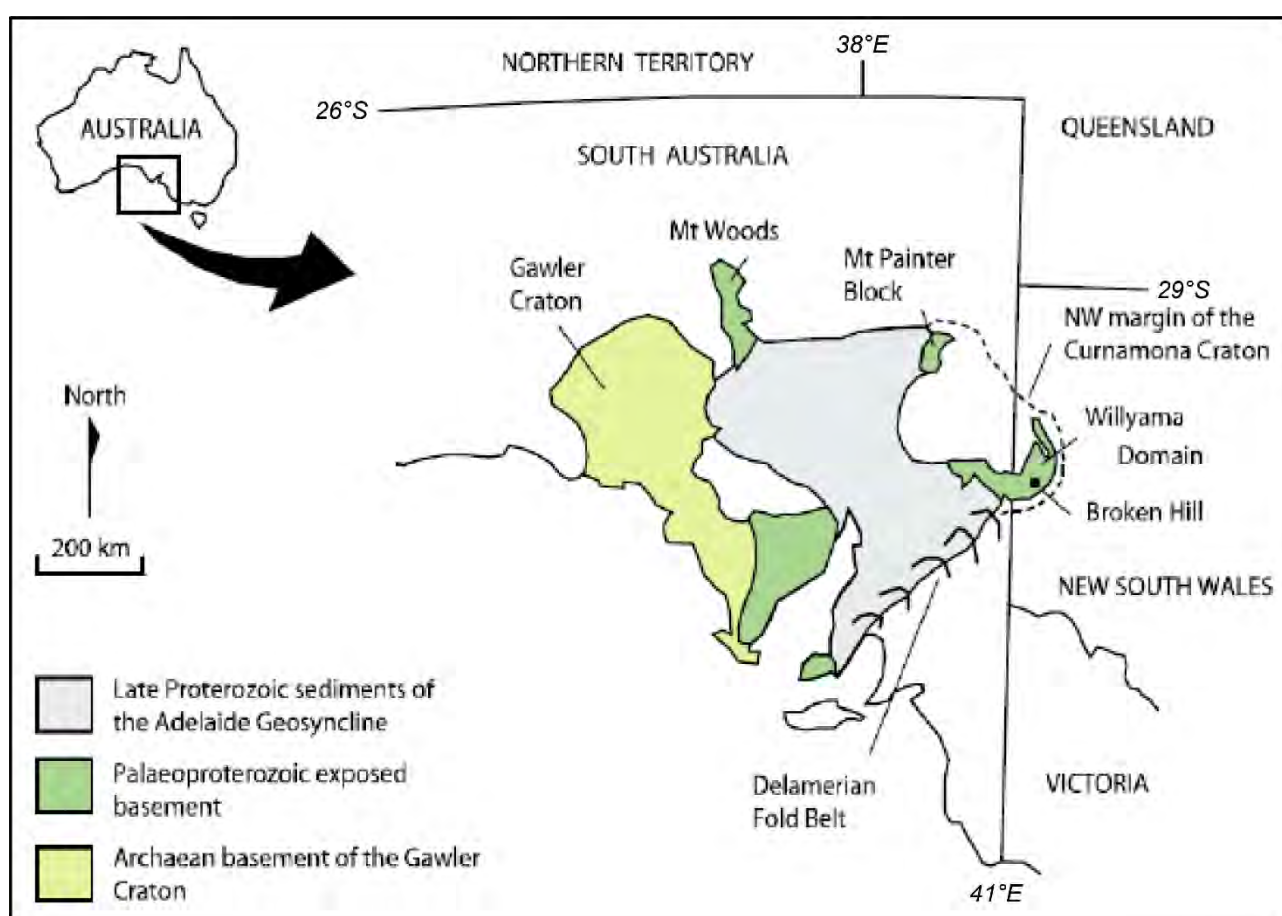 38°E
NORTHERN TERRITORY
26°S
AUSTRALIA
QUEENSLAND
SOUTH AUSTRALIA
Mt Woods
Mt Painter
Block
Gawler
Craton
29°S
NW margin of the
Curnamona Craton
North
Willyama
Domain
Broken Hill
200 km
NEW SOUTH WALES
Late Proterozoic sediments of
the Adelaide Geosyncline
Palaeoproterozoic exposed
basement
Delamerian
Fold Belt
VICTORIA
Archaean basement of the Gawler
Craton
41°E